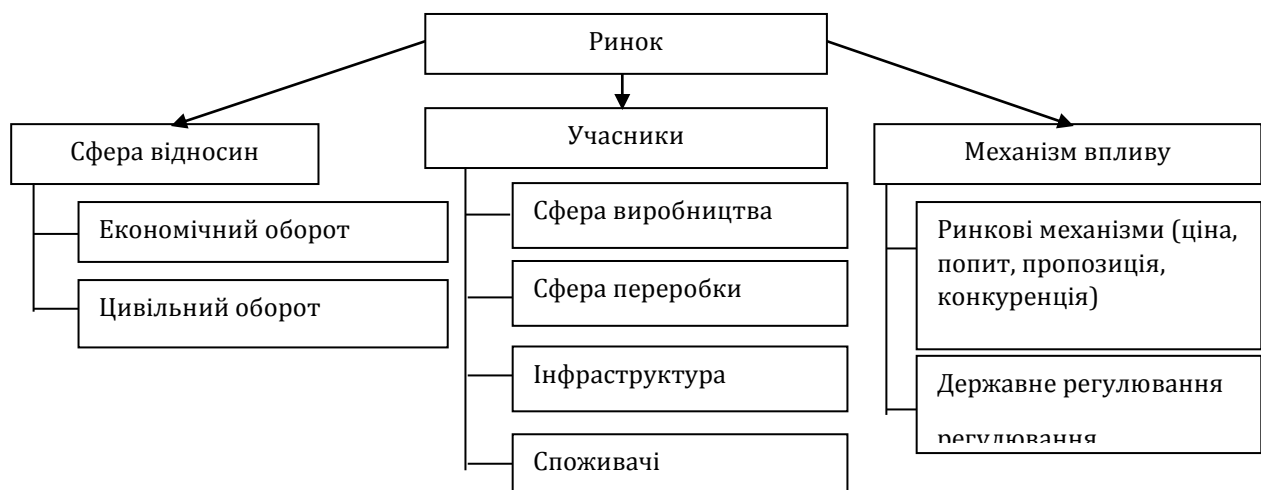 Ринок
Сфера відносин
Економічний оборот
Цивільний оборот
Учасники
Сфера виробництва
Сфера переробки
Інфраструктура
Споживачі
Механізм впливу
Ринкові механізми (ціна,
попит, пропозиція,
конкуренція)
Державне регулювання
регулювання